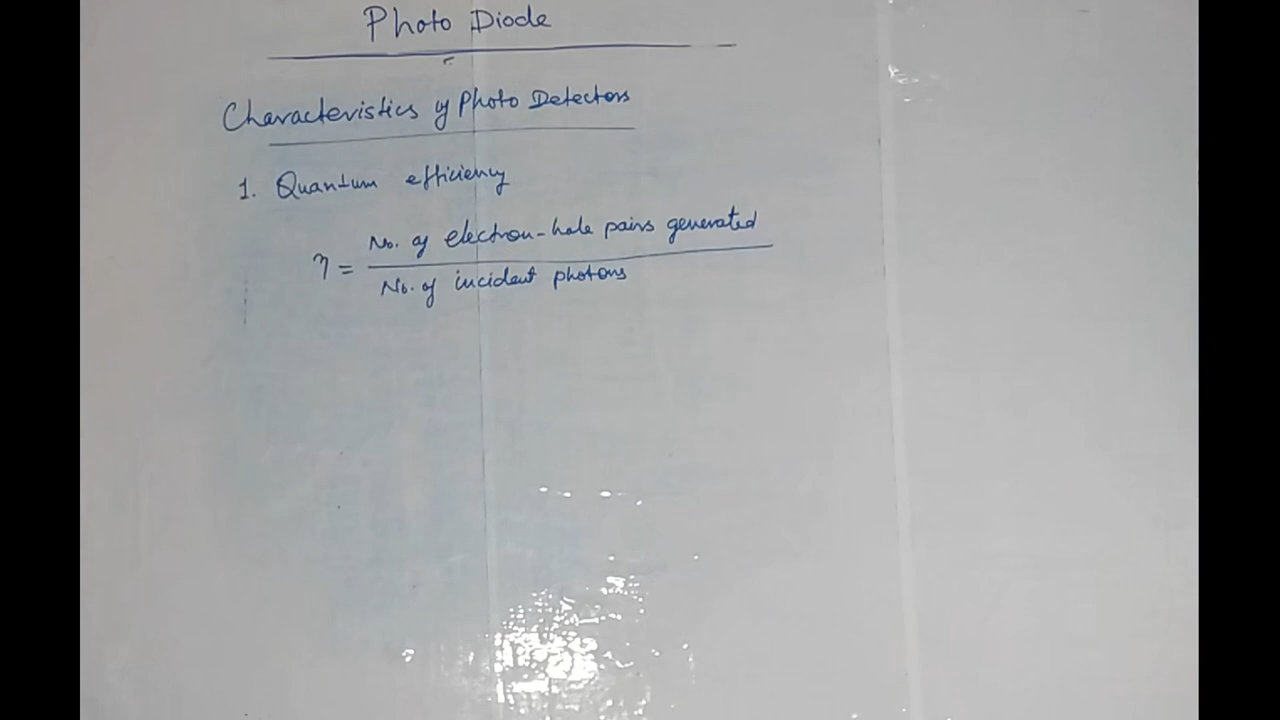 Photo Diode
Characteristics of Photo Detectors
1. Quantum efficiency
η = No. of electron-hole pairs generated
No. of incident photons